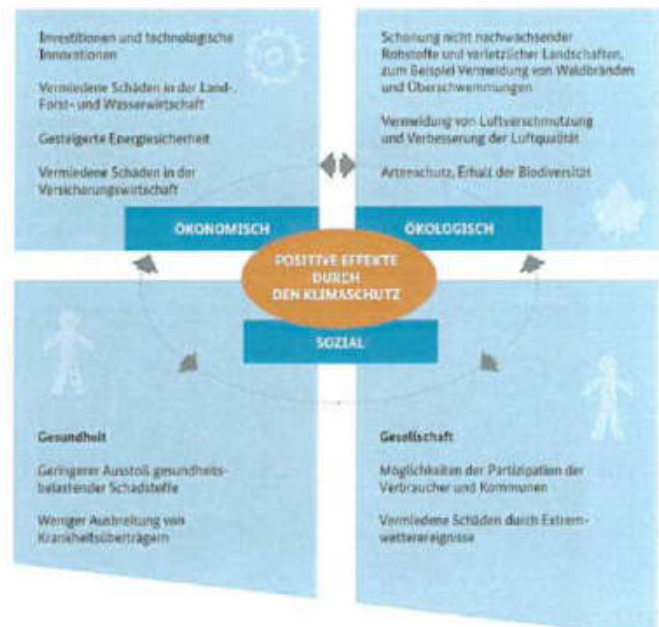 Investitionen und technologische
Innovationen
Vermiedene Schäden in der Land-,
Forst- und Wasserwirtschaft
Gesteigerte Energiesicherheit
Vermiedene Schäden in der
Versicherungswirtschaft
ÖKONOMISCH
Schonung nicht nachwachsender
Rohstoffe und verletzlicher Landschaften,
zum Beispiel Vermeidung von Waldbränden
und Überschwemmungen
Vermeidung von Luftverschmutzung
und Verbesserung der Luftqualität
Artenschutz, Erhalt der Biodiversität
ÖKOLOGISCH
POSITIVE EFFEKTE
DURCH
DEN KLIMASCHUTZ
SOZIAL
Gesundheit
Geringerer Ausstoß gesundheits-
belastender Schadstoffe
Weniger Ausbreitung von
Krankheitsüberträgern
Gesellschaft
Möglichkeiten der Partizipation der
Verbraucher und Kommunen
Vermiedene Schäden durch Extrem-
wetterereignisse